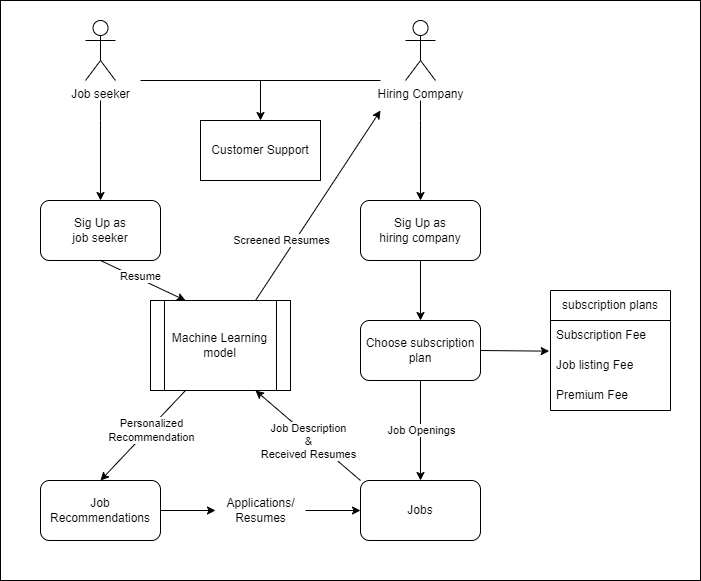 Job seeker
Hiring Company
Customer Support
Sig Up as
job seeker
Sig Up as
hiring company
Screened Resumes
Resume
Machine Learning
model
Choose subscription
plan
subscription plans
Subscription Fee
Job listing Fee
Premium Fee
Personalized
Recommendation
Job Description
&
Received Resumes
Job Openings
Job
Recommendations
Applications/
Resumes
Jobs